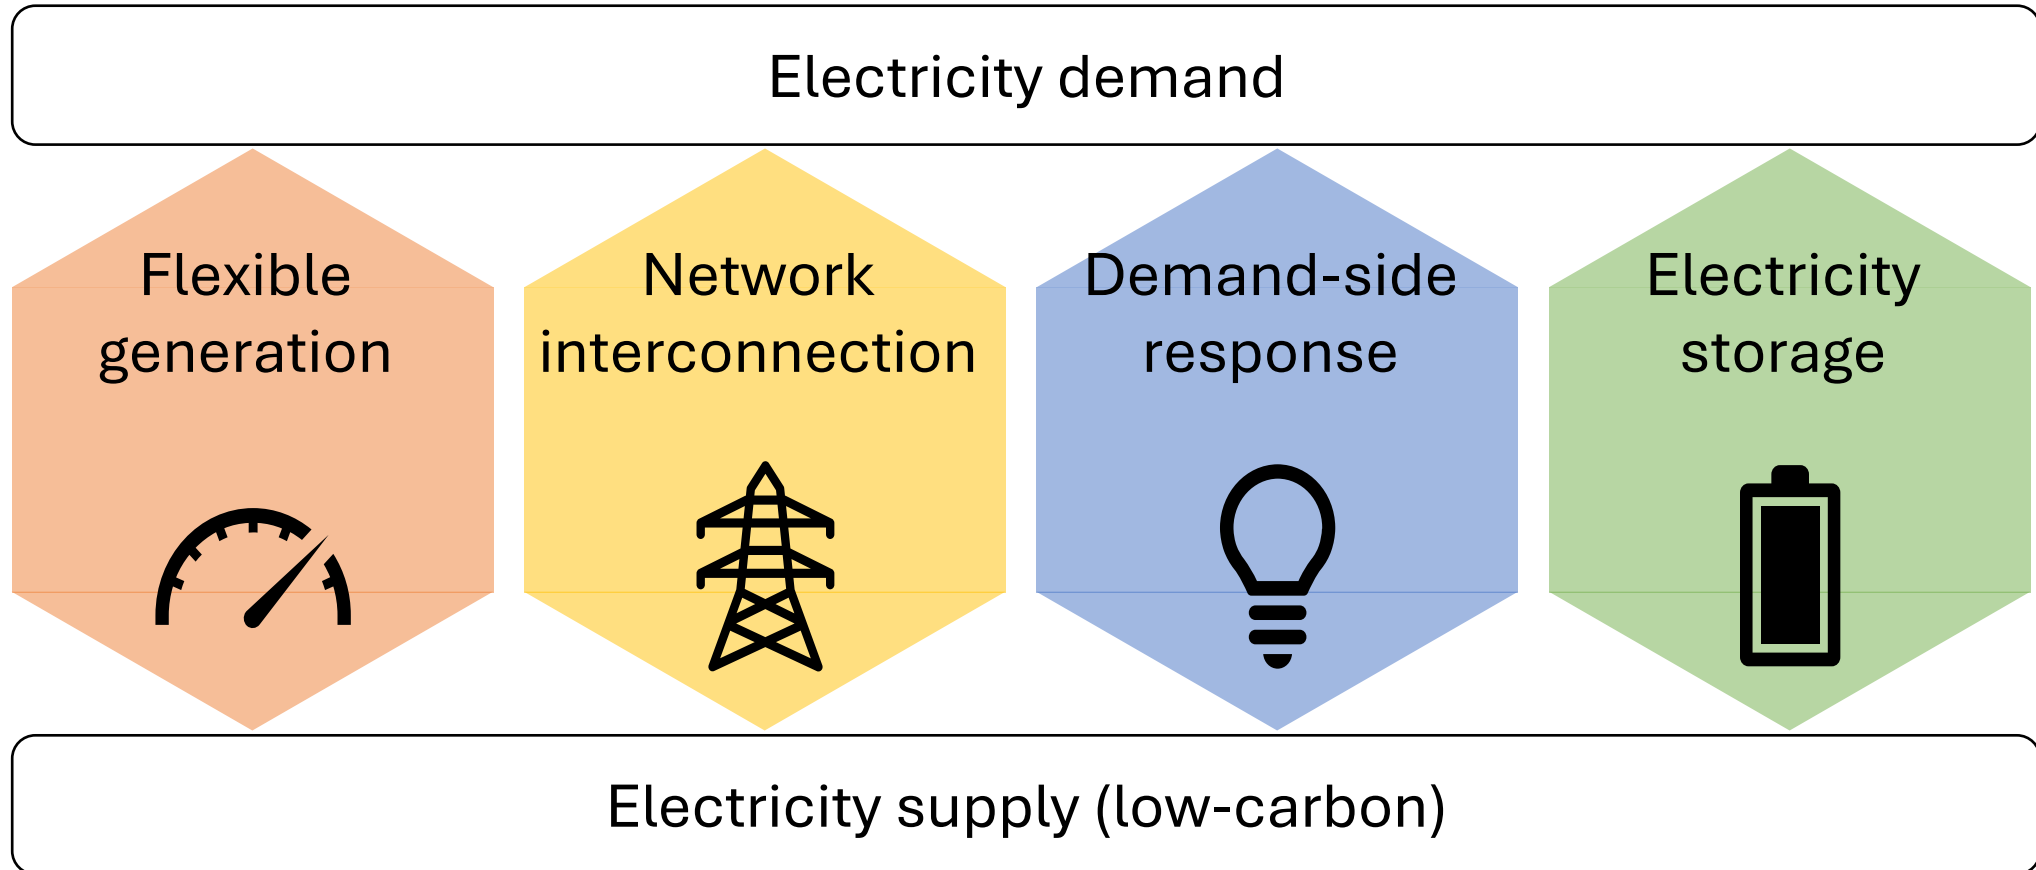 Electricity demand
Flexible
generation
Network
interconnection
Demand-side
response
Electricity
storage
Electricity supply (low-carbon)